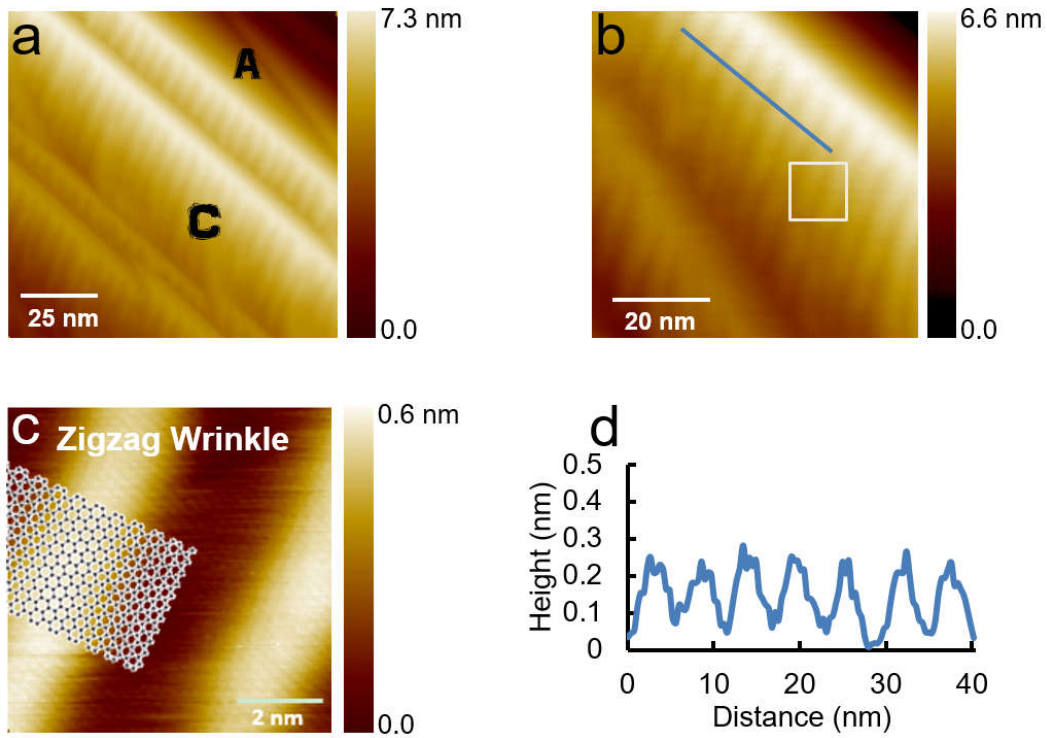 a
A
C
25 nm
7.3 nm
0.0
b
20 nm
6.6 nm
0.0
c
Zigzag Wrinkle
2 nm
0.6 nm
0.0
d
0.5
0.4
0.3
0.2
0.1
0
Height (nm)
0 10 20 30 40
Distance (nm)